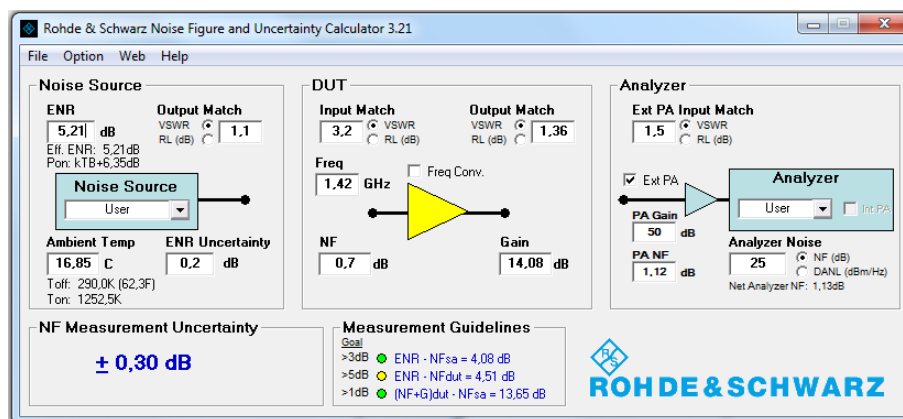 Rohde & Schwarz Noise Figure and Uncertainty Calculator 3.21
File Option Web Help
Noise Source
ENR
5,21 dB
Output Match
VSWR
RL (dB)
1,1
Eff. ENR: 5,21dB
Pon: kTB+6,35dB
Noise Source
User
Ambient Temp
16,85 C
ENR Uncertainty
0,2 dB
Toff: 290,0K (62,3F)
Ton: 1252,5K
DUT
Input Match
3,2
VSWR
RL (dB)
Output Match
VSWR
RL (dB)
1,36
Freq
1,42 GHz
Freq Conv.
NF
0,7 dB
Gain
14,08 dB
Analyzer
Ext PA Input Match
1,5
VSWR
RL (dB)
Ext PA
PA Gain
50 dB
PA NF
1,12 dB
Analyzer
User
Int PA
Analyzer Noise
25
NF (dB)
DANL (dBm/Hz)
Net Analyzer NF: 1,13dB
NF Measurement Uncertainty
± 0,30 dB
Measurement Guidelines
Goal
>3dB ENR - NFsa = 4,08 dB
>5dB ENR - NFdut = 4,51 dB
>1dB (NF+G)dut - NFsa = 13,65 dB
R S
ROHDE&SCHWARZ